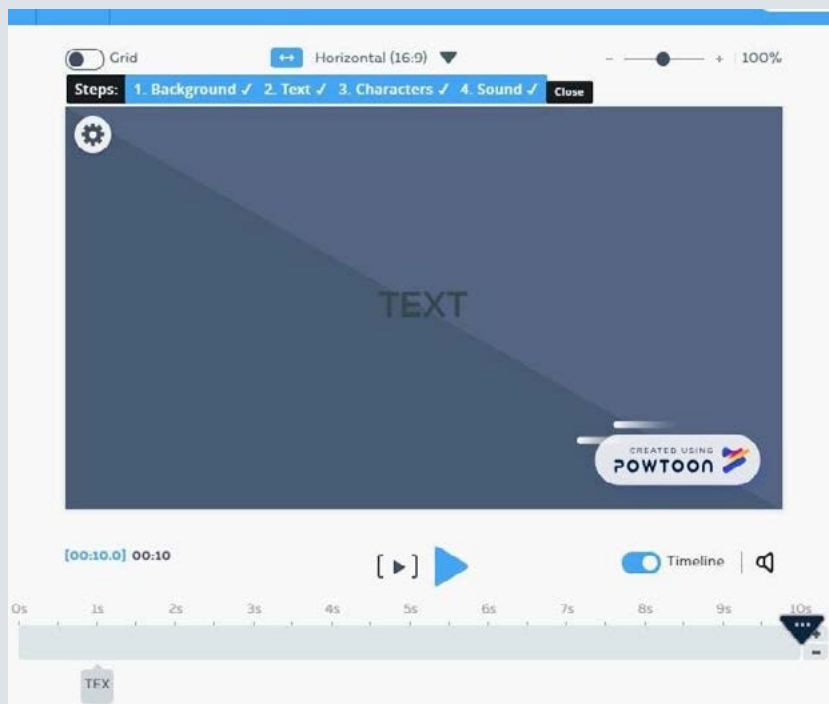 Grid
↔ Horizontal (16:9) ▼
- + 100%
Steps: 1. Background ✓ 2. Text ✓ 3. Characters ✓ 4. Sound ✓ Close
TEXT
CREATED USING
POWTOON
[00:10.0] 00:10
Timeline
0s 1s 2s 3s 4s 5s 6s 7s 8s 9s 10s
+
-
TEX